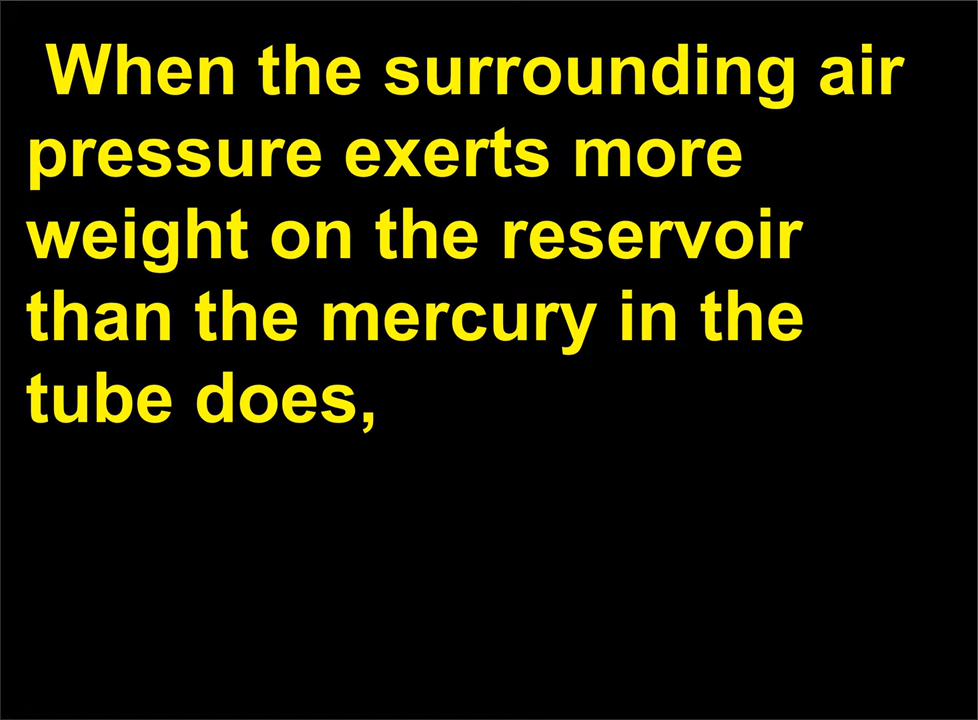 When the surrounding air
pressure exerts more
weight on the reservoir
than the mercury in the
tube does,